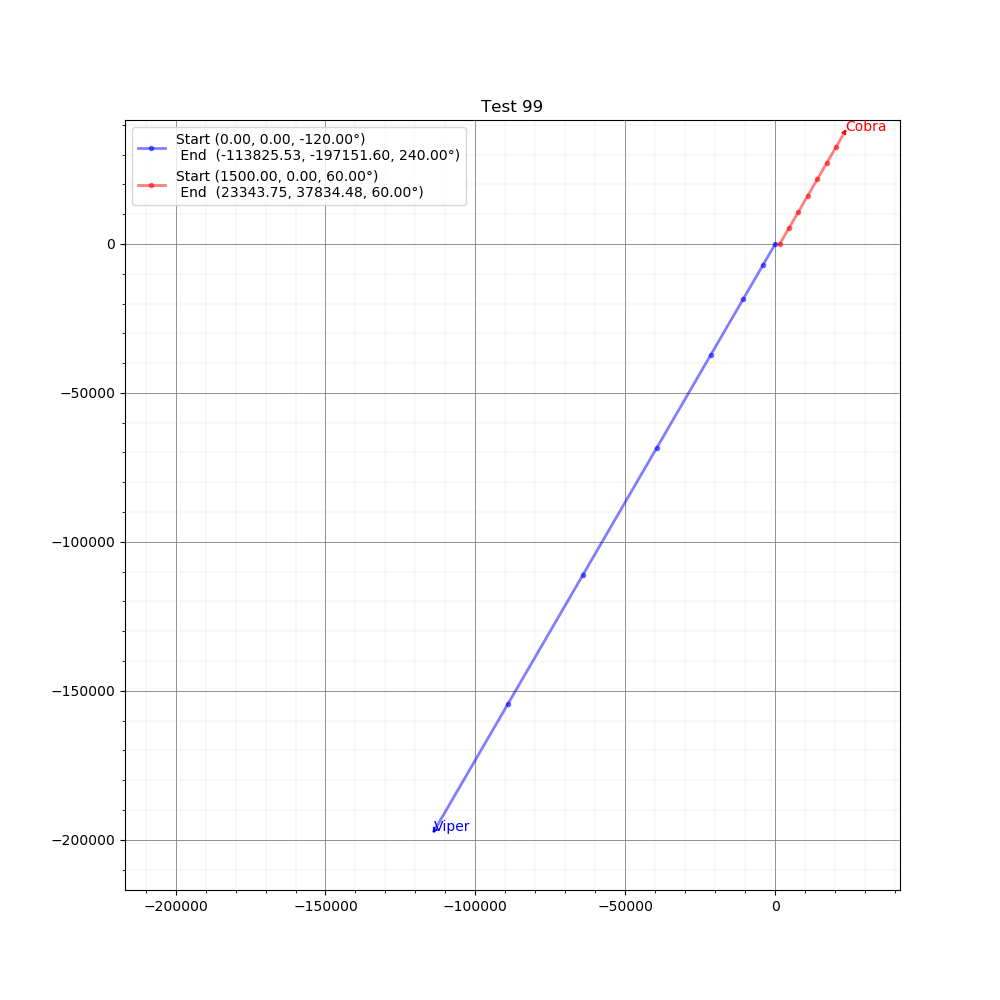 Test 99
Start (0.00, 0.00, -120.00°)
End (-113825.53, -197151.60, 240.00°)
Start (1500.00, 0.00, 60.00°)
End (23343.75, 37834.48, 60.00°)
Cobra
0
−50000
−100000
−150000
−200000
Viper
−200000
−150000
−100000
−50000
0